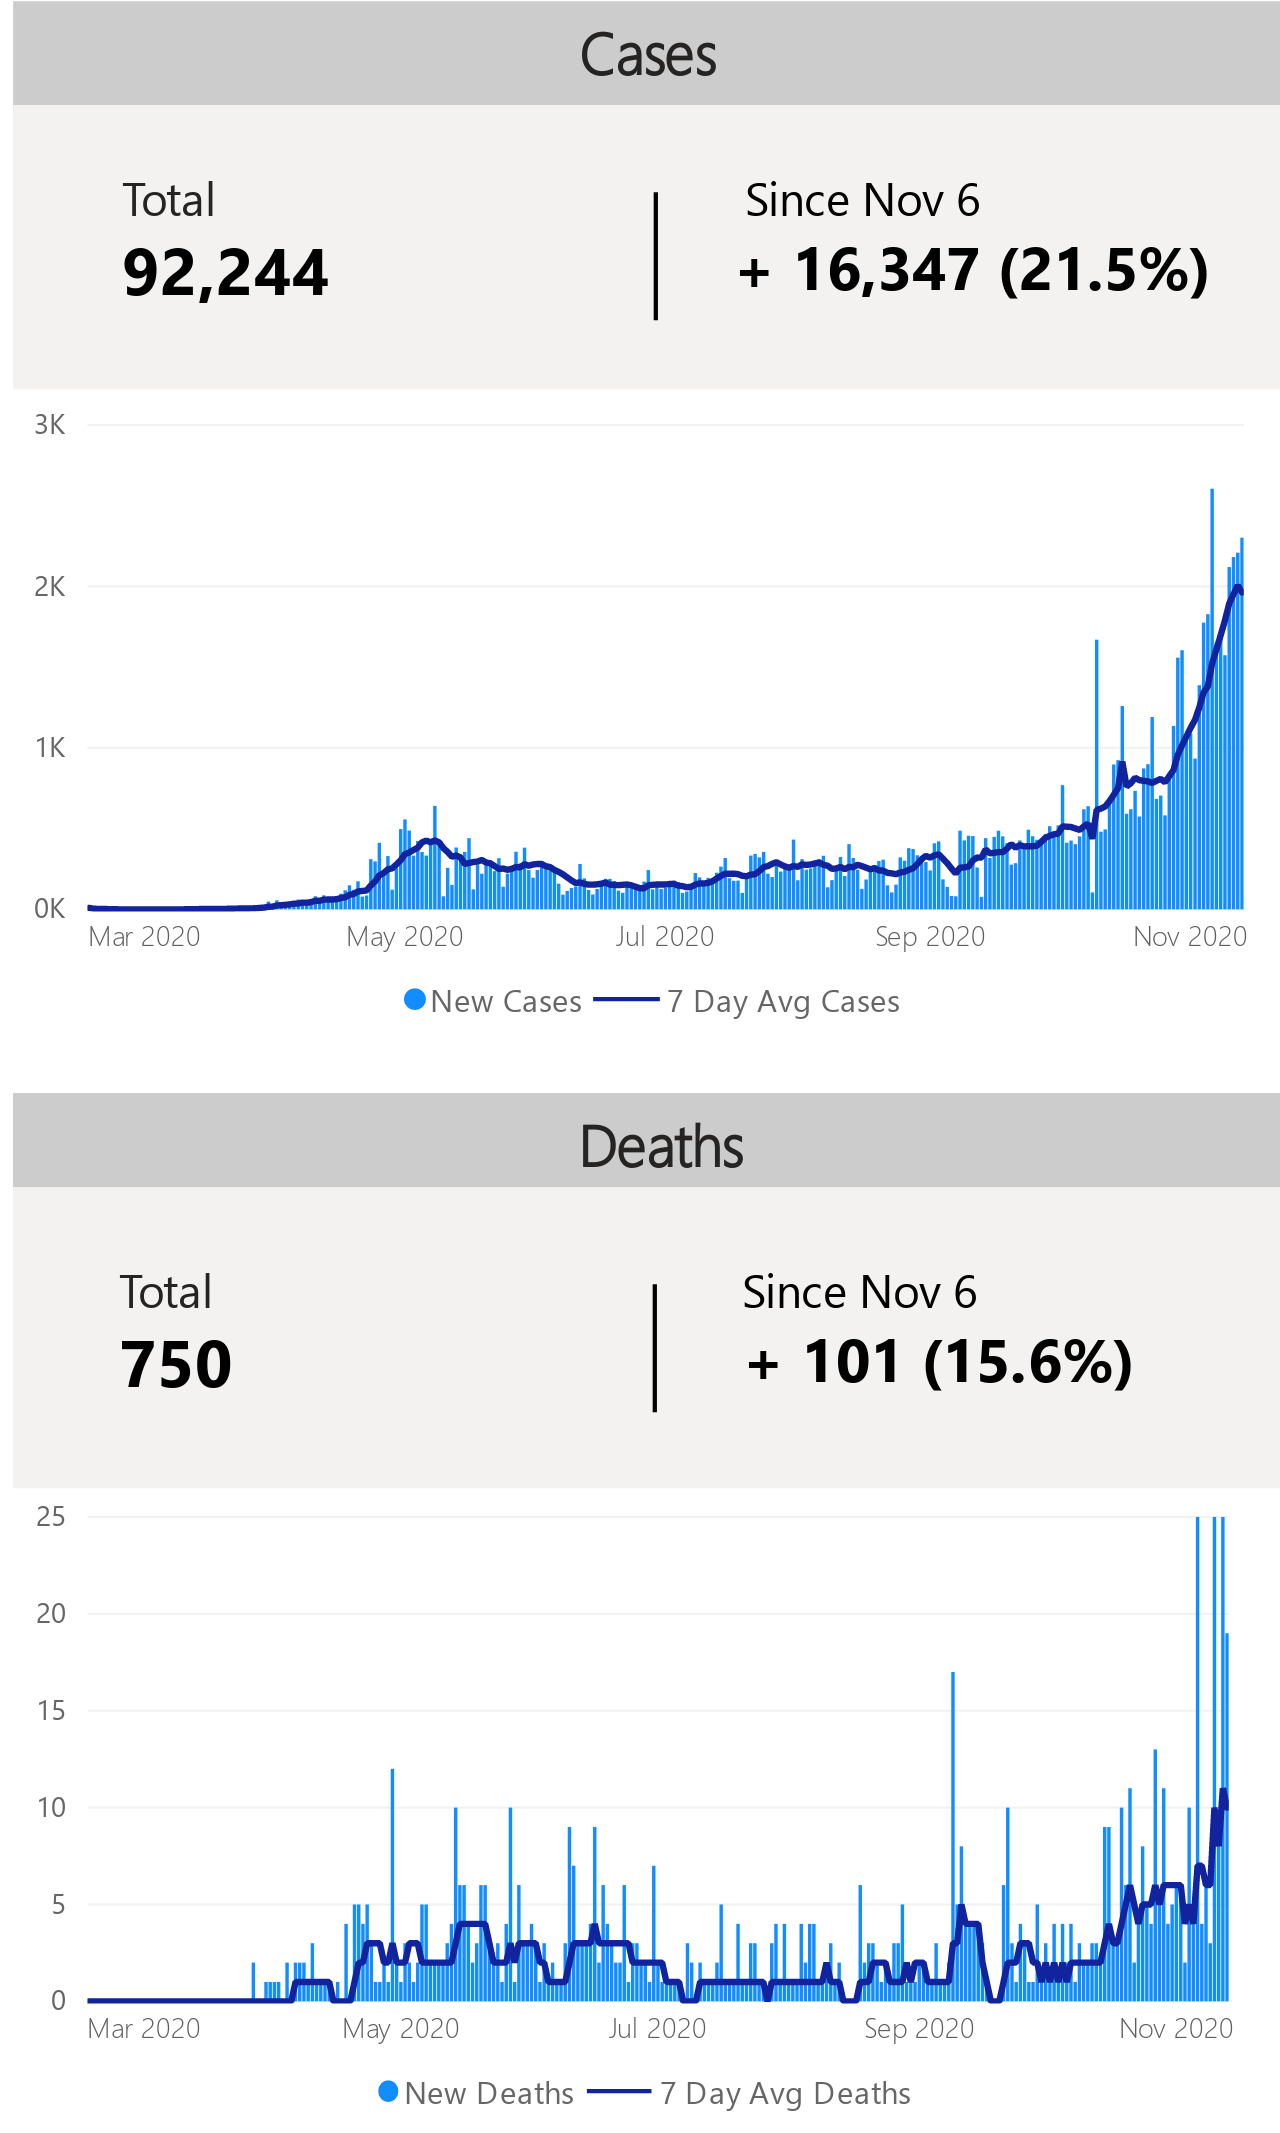 Cases
Total
Since Nov 6
92,244
+ 16,347 (21.5%)
3K
2K
1K
0K
Mar 2020
May 2020
Jul 2020
Sep 2020
Nov 2020
New Cases
7 Day Avg Cases
Deaths
Total
Since Nov 6
750
+ 101 (15.6%)
25
20
15
10
5
0
Mar 2020
May 2020
Jul 2020
Sep 2020
Nov 2020
New Deaths
7 Day Avg Deaths